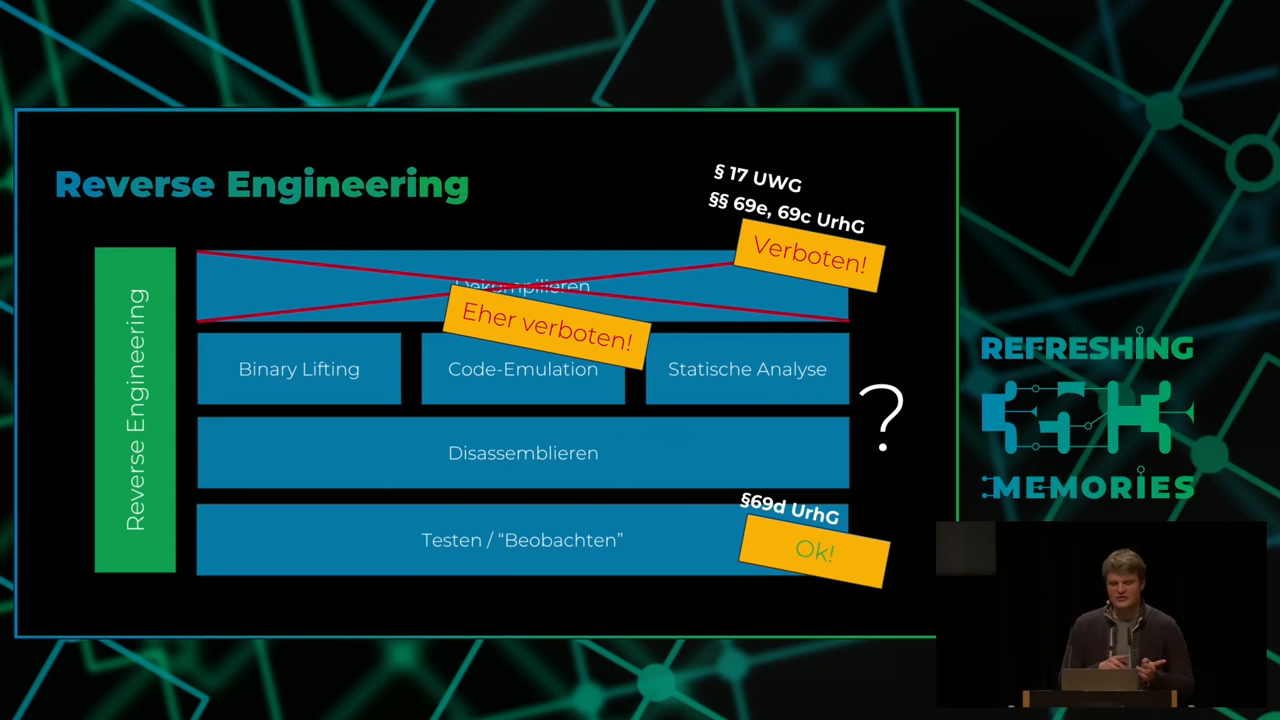 Reverse Engineering
§ 17 UWG
§§ 69e, 69c UrhG
Verboten!
Reverse Engineering
Dekompilieren
Eher verboten!
Binary Lifting
Code-Emulation
Statische Analyse
?
Disassemblieren
§69d UrhG
Testen / “Beobachten”
Ok!
REFRESHING
MEMORIES